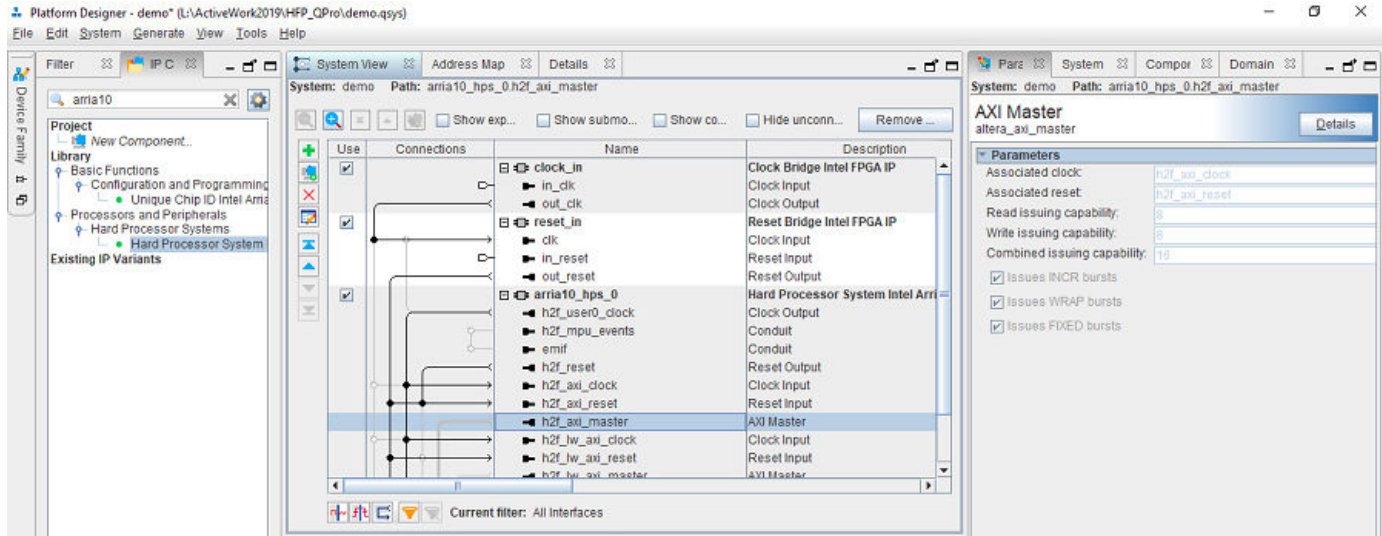 Platform Designer - demo* (L:\ActiveWork2019\HFP_QPro\demo.qsys)
File Edit System Generate View Tools Help
Device Family
Filter IP C
arria10
Project
New Component...
Library
Basic Functions
Configuration and Programming
Unique Chip ID Intel Arria
Processors and Peripherals
Hard Processor Systems
Hard Processor System
Existing IP Variants
System View Address Map Details
System: demo Path: arria10_hps_0.h2f_axi_master
Show exp... Show submo... Show co... Hide unconn... Remove ...
Use Connections Name Description
clock_in Clock Bridge Intel FPGA IP
in_clk Clock Input
out_clk Clock Output
reset_in Reset Bridge Intel FPGA IP
clk Clock Input
in_reset Reset Input
out_reset Reset Output
arria10_hps_0 Hard Processor System Intel Arri
h2f_user0_clock Clock Output
h2f_mpu_events Conduit
emif Conduit
h2f_reset Reset Output
h2f_axi_clock Clock Input
h2f_axi_reset Reset Input
h2f_axi_master AXI Master
h2f_lw_axi_clock Clock Input
h2f_lw_axi_reset Reset Input
h2f_lw_axi_master AXI Master
Current filter: All Interfaces
Para System Compor Domain
System: demo Path: arria10_hps_0.h2f_axi_master
AXI Master
altera_axi_master
Details
Parameters
Associated clock: h2f_axi_clock
Associated reset: h2f_axi_reset
Read issuing capability: 8
Write issuing capability: 8
Combined issuing capability: 16
Issues INCR bursts
Issues WRAP bursts
Issues FIXED bursts